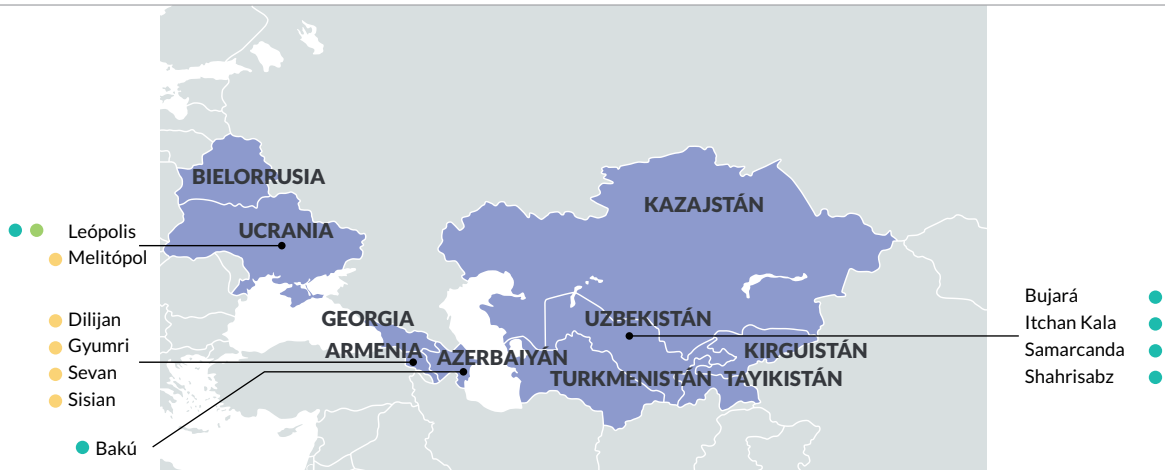 BIELORRUSIA
KAZAJSTÁN
UCRANIA
Leópolis
Melitópol
GEORGIA
ARMENIA
AZERBAIYÁN
UZBEKISTÁN
KIRGUISTÁN
TURKMENISTÁN
TAYIKISTÁN
Dilijan
Gyumri
Sevan
Sisian
Bakú
Bujará
Itchan Kala
Samarcanda
Shahrisabz